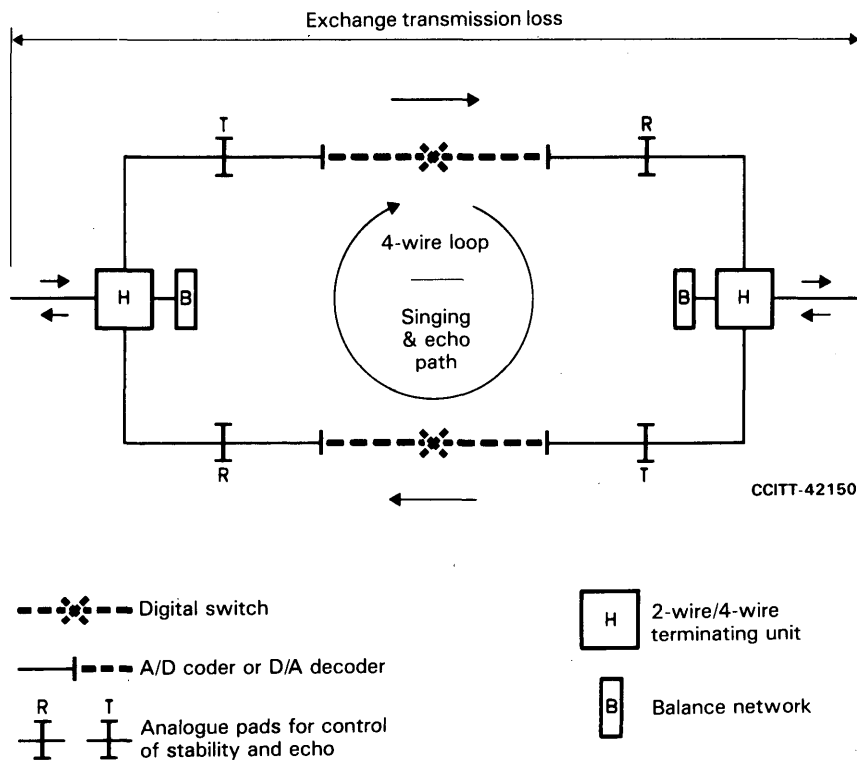 Exchange transmission loss
T
R
4-wire loop
H
B
B
H
Singing
& echo
path
R
T
CCITT-42150
Digital switch
H
2-wire/4-wire
terminating unit
A/D coder or D/A decoder
R
T
Analogue pads for control
of stability and echo
B
Balance network